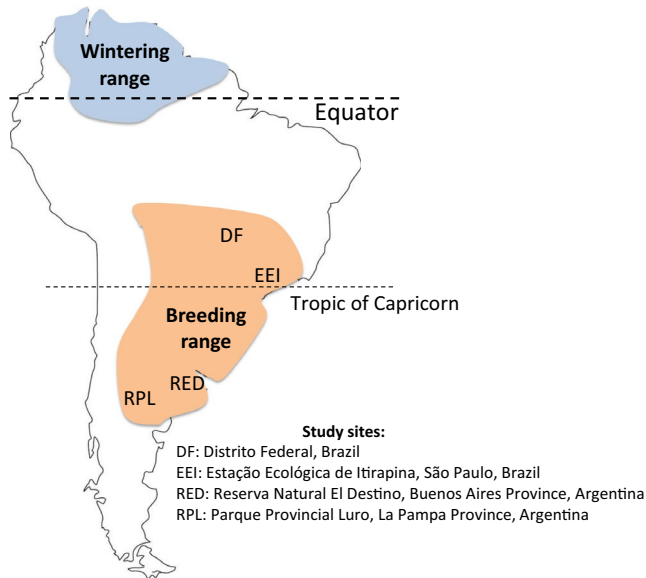 Wintering
range
Equator
DF
EEI
Tropic of Capricorn
Breeding
range
RED
RPL
Study sites:
DF: Distrito Federal, Brazil
EEI: Estação Ecológica de Itirapina, São Paulo, Brazil
RED: Reserva Natural El Destino, Buenos Aires Province, Argentina
RPL: Parque Provincial Luro, La Pampa Province, Argentina